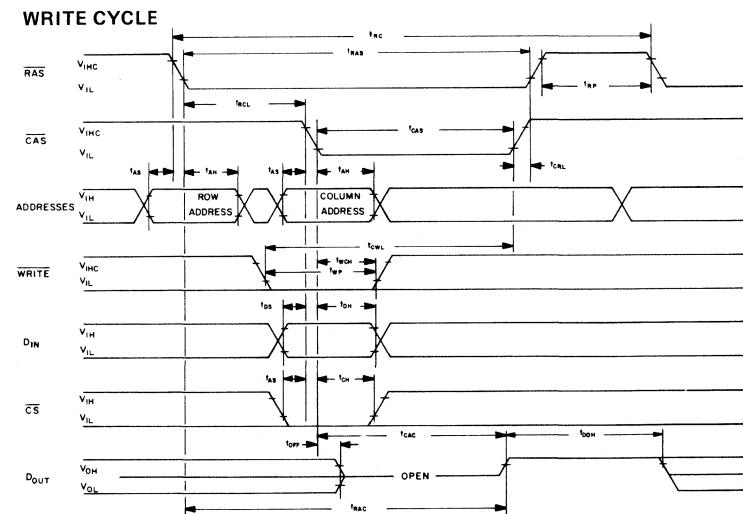 WRITE CYCLE
tRC
tRAS
RAS
VIHC
VIL
tRP
tRCL
CAS
VIHC
VIL
tCAS
tCRL
tAS
tAH
tAS
tAH
ADDRESSES
VIH
VIL
ROW
ADDRESS
COLUMN
ADDRESS
tCWL
WRITE
VIHC
VIL
tWCH
tWP
tDS
tDH
DIN
VIH
VIL
tAS
tCH
CS
VIH
VIL
tCAC
tDOH
tOFF
DOUT
VOH
VOL
OPEN
tRAC